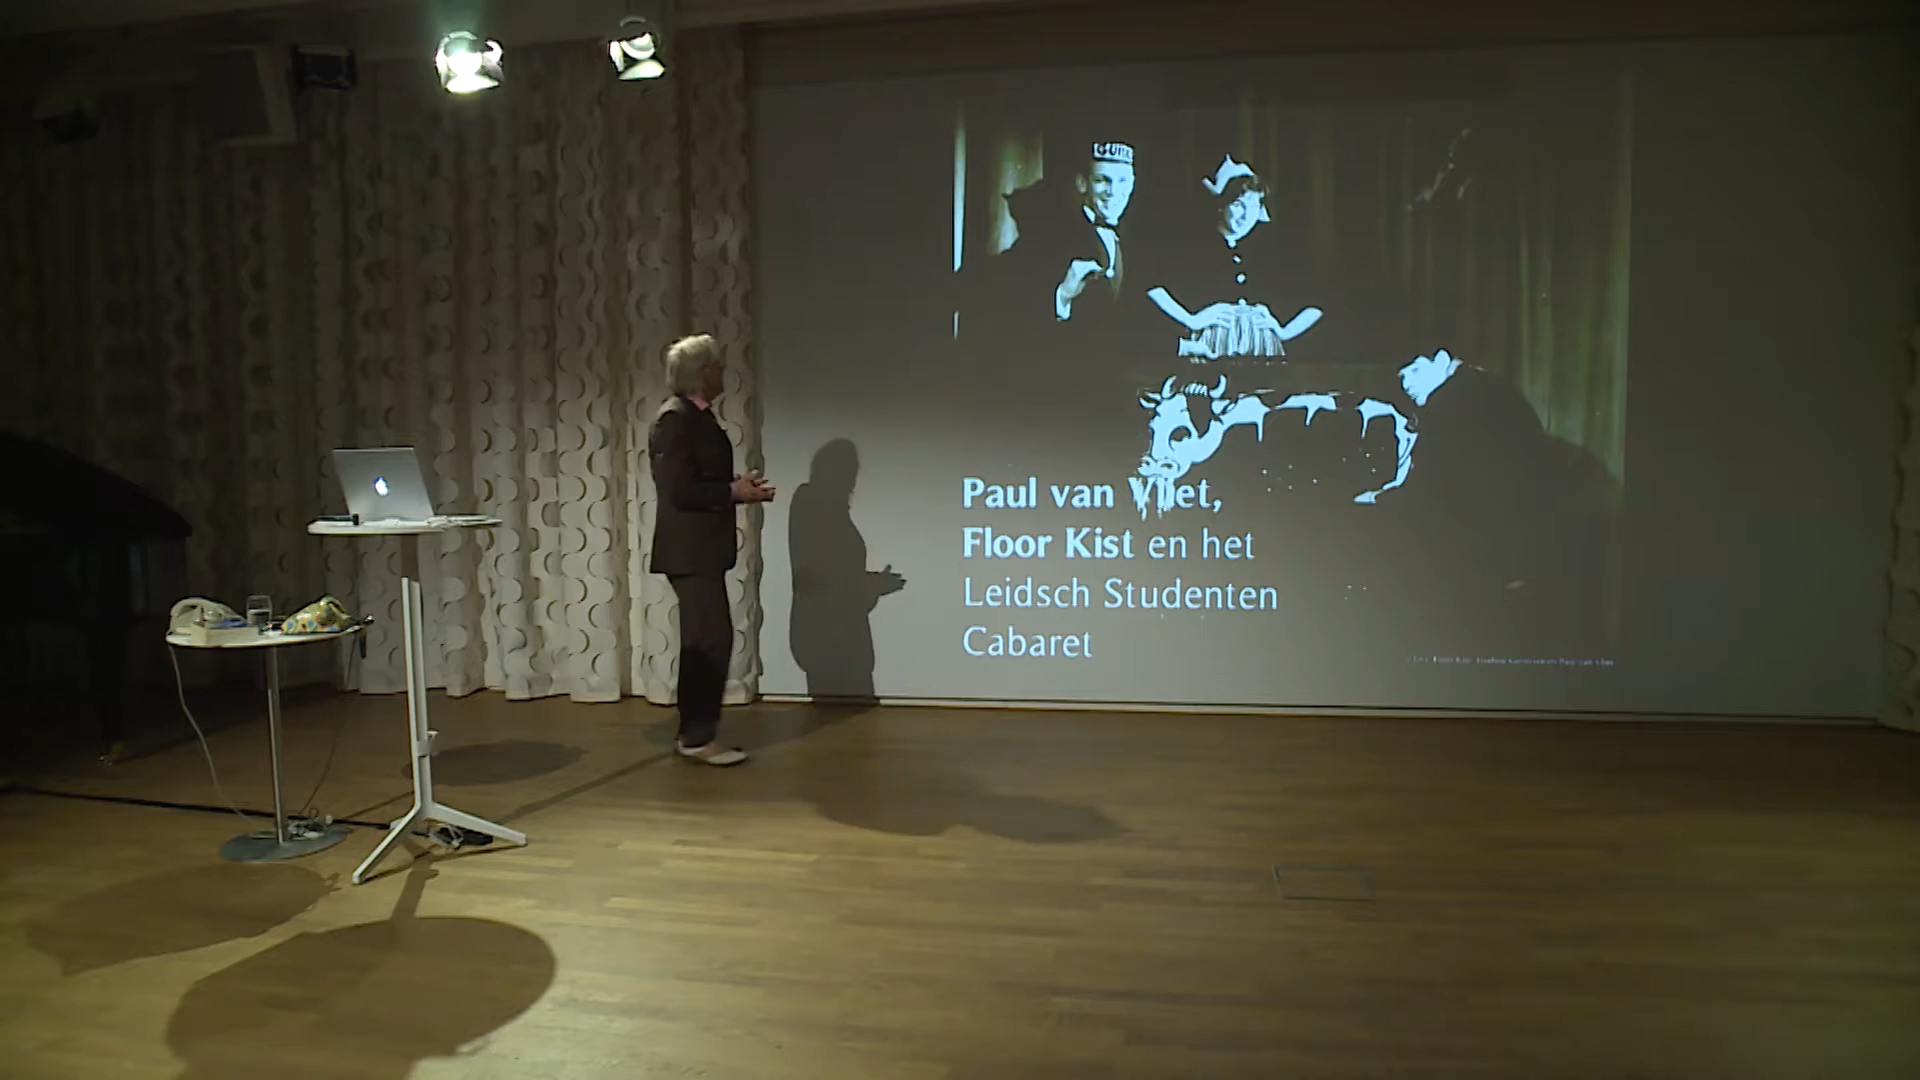 Paul van Vliet,
Floor Kist en het
Leidsch Studenten
Cabaret